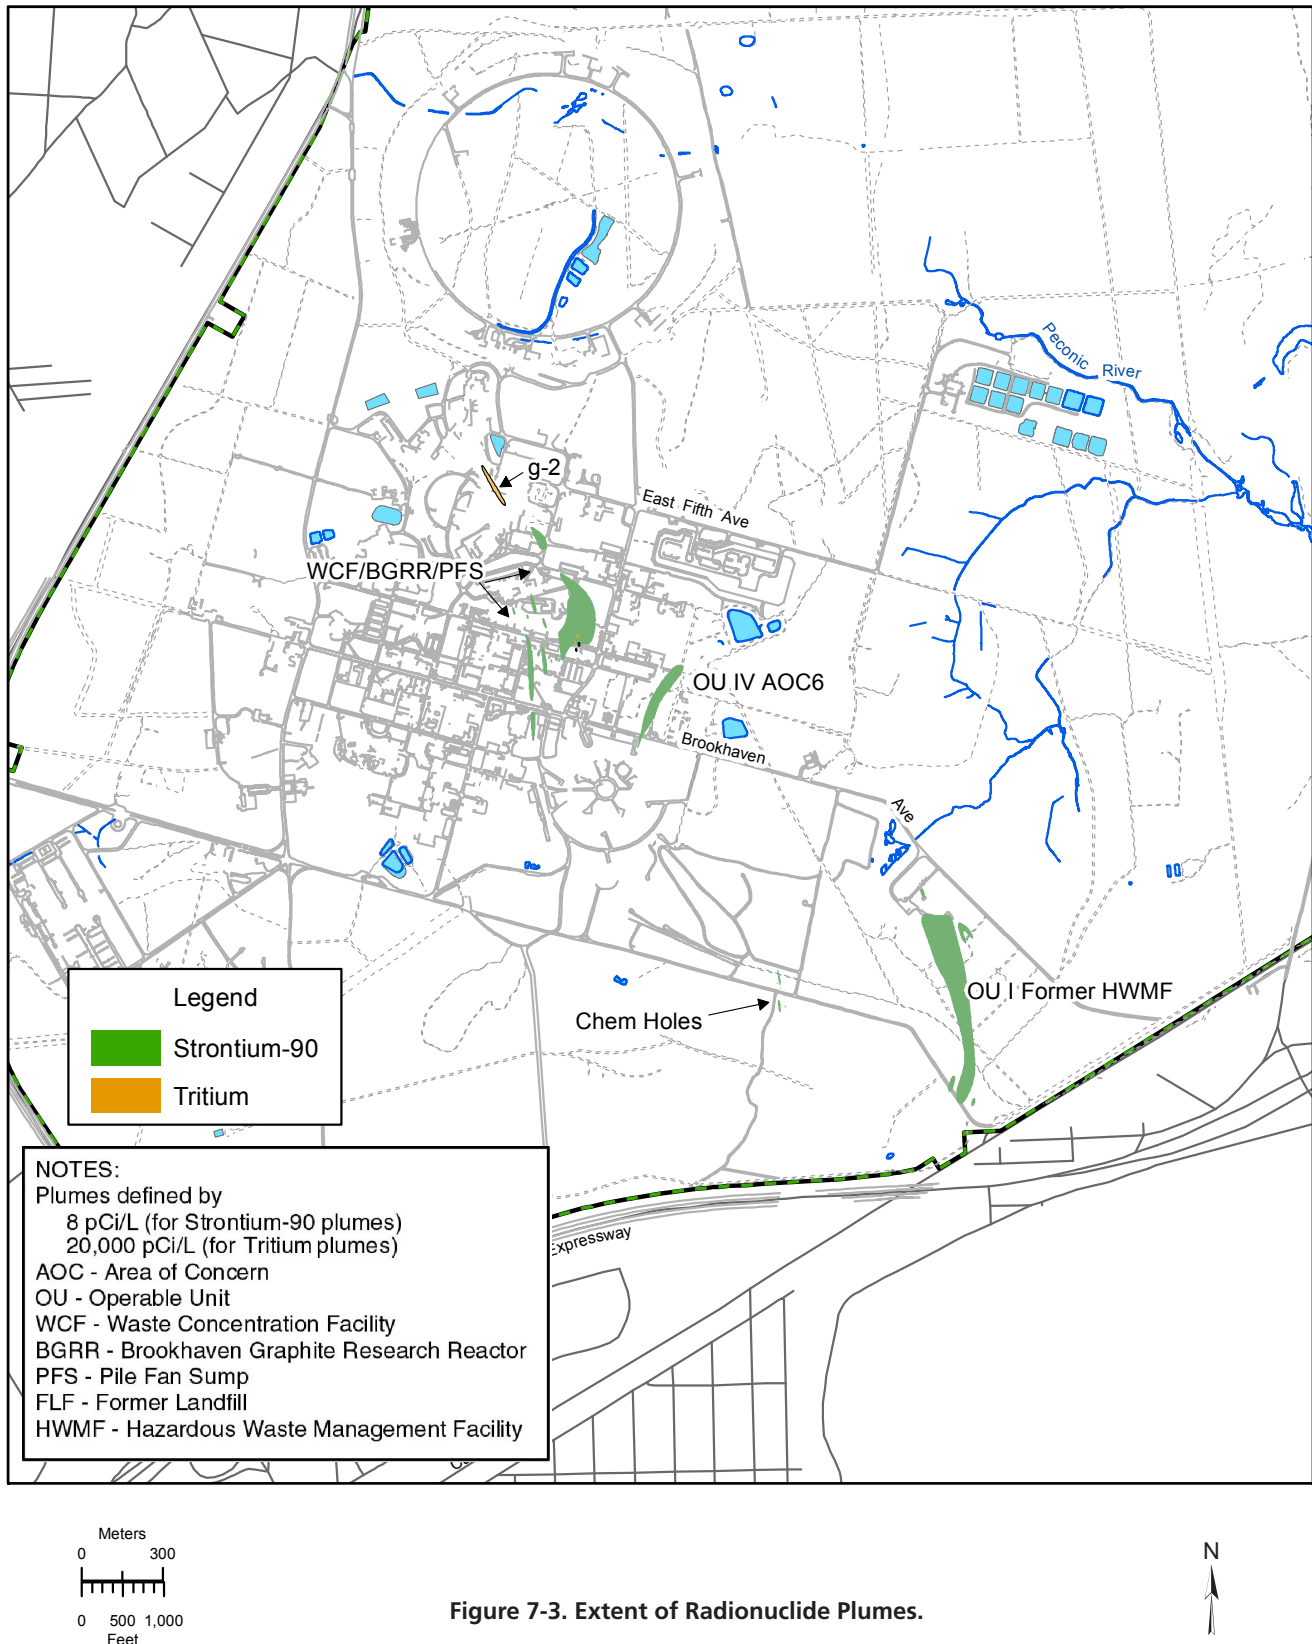 Peconic River
g-2
East Fifth Ave
WCF/BGRR/PFS
OU IV AOC6
Brookhaven
Ave
OU I Former HWMF
Chem Holes
Legend
Strontium-90
Tritium
NOTES:
Plumes defined by
8 pCi/L (for Strontium-90 plumes)
20,000 pCi/L (for Tritium plumes)
AOC - Area of Concern
OU - Operable Unit
WCF - Waste Concentration Facility
BGRR - Brookhaven Graphite Research Reactor
PFS - Pile Fan Sump
FLF - Former Landfill
HWMF - Hazardous Waste Management Facility
Expressway
Meters
0 300
0 500 1,000
Feet
N
Figure 7-3. Extent of Radionuclide Plumes.